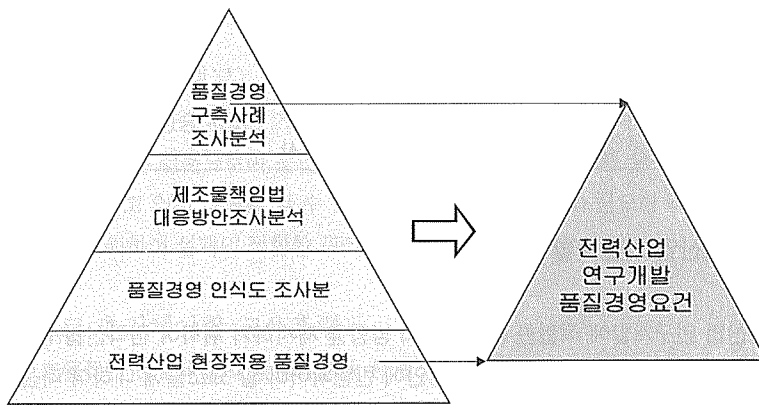 품질경영
구축사례
조사분석
제조물책임법
대응방안조사분석
품질경영 인식도 조사분
전력산업 현장적용 품질경영
전력산업
연구개발
품질경영요건